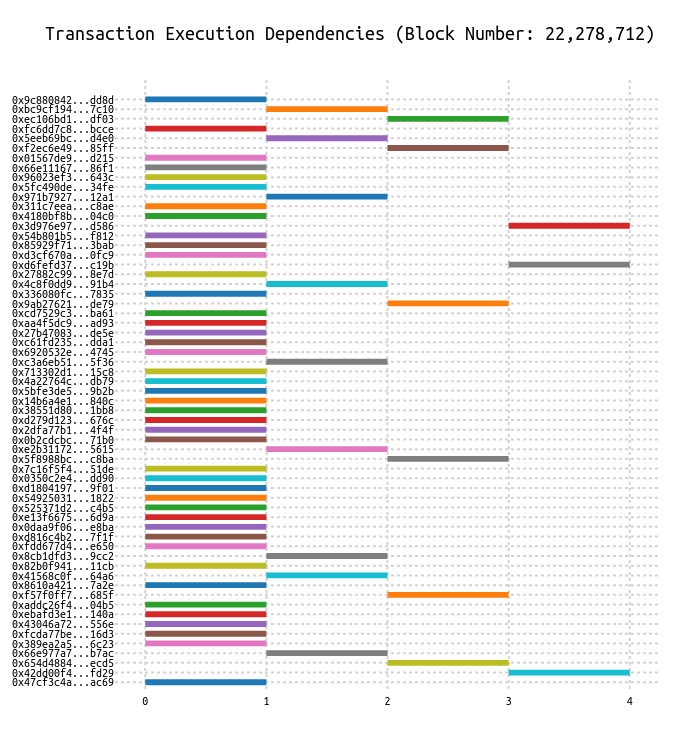 Transaction Execution Dependencies (Block Number: 22,278,712)
0x9c880842...dd8d
0xbc9cf194...7c10
0xec106bd1...df03
0xfc6dd7c8...bcce
0x5eeb69bc...d4e0
0xf2ec6e49...85ff
0x01567de9...d215
0x66e11167...86f1
0x96023ef3...643c
0x5fc490de...34fe
0x971b7927...12a1
0x311c7eea...c8ae
0x4180bf8b...04c0
0x3d976e97...d586
0x54b801b5...f812
0x85929f71...3bab
0xd3cf670a...0fc9
0xd6fefd37...c19b
0x27882c99...8e7d
0x4c8f0dd9...91b4
0x336080fc...7835
0x9ab27621...de79
0xcd7529c3...ba61
0xaa4f5dc9...ad93
0x27b47083...de5e
0xc61fd235...dda1
0x6920532e...4745
0xc3a6eb51...5f36
0x713302d1...15c8
0x4a22764c...db79
0x5bfe3de5...9b2b
0x14b6a4e1...840c
0x38551d80...1bb8
0xd279d123...676c
0x2dfa77b1...4f4f
0x0b2cdcbc...71b0
0xe2b31172...5615
0x5f8988bc...c8ba
0x7c16f5f4...51de
0x0350c2e4...dd90
0xd1804197...9f01
0x54925031...1822
0x525371d2...c4b5
0xe13f6675...6d9a
0x0daa9f06...e8ba
0xd816c4b2...7f1f
0xfdd677d4...e650
0x8cb1dfd3...9cc2
0x82b0f941...11cb
0x41568c0f...64a6
0x8610a421...7a2e
0xf57f0ff7...685f
0xaddc26f4...04b5
0xebafd3e1...140a
0x43046a72...556e
0xfcda77be...16d3
0x389ea2a5...6c23
0x66e977a7...b7ac
0x654d4884...ecd5
0x42dd00f4...fd29
0x47cf3c4a...ac69
0 1 2 3 4